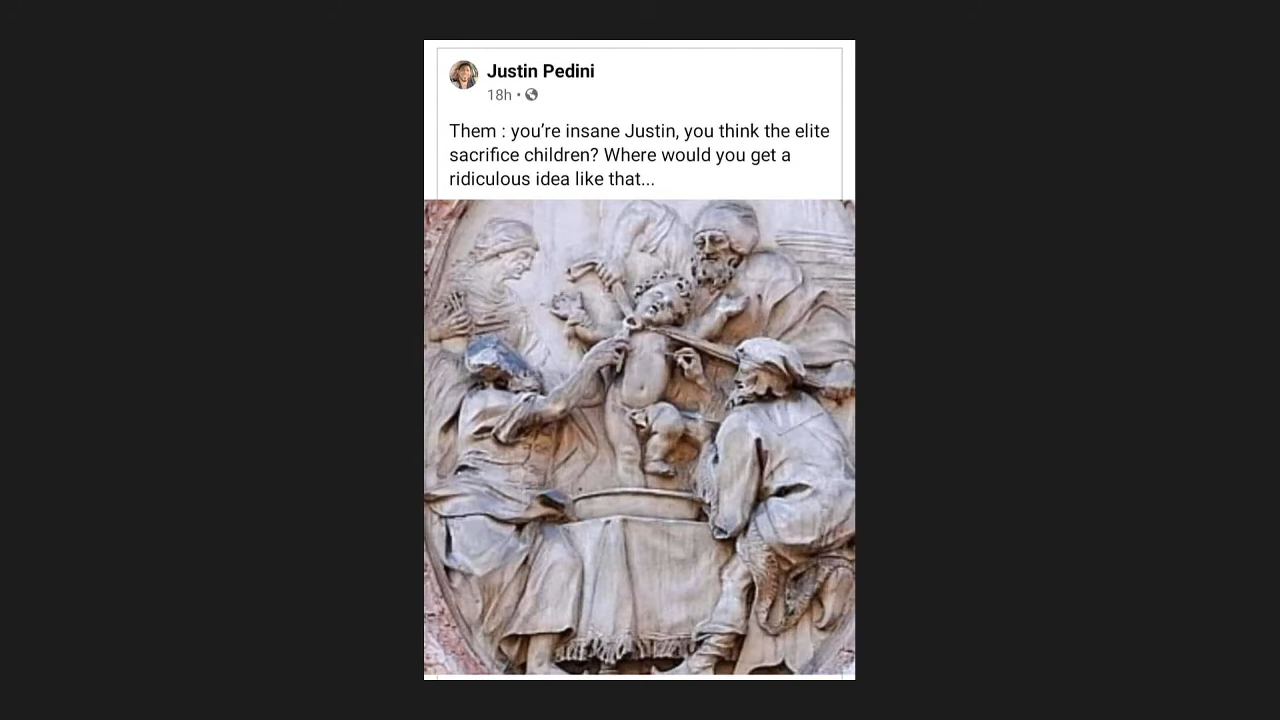 Justin Pedini
18h •
Them : you’re insane Justin, you think the elite
sacrifice children? Where would you get a
ridiculous idea like that...